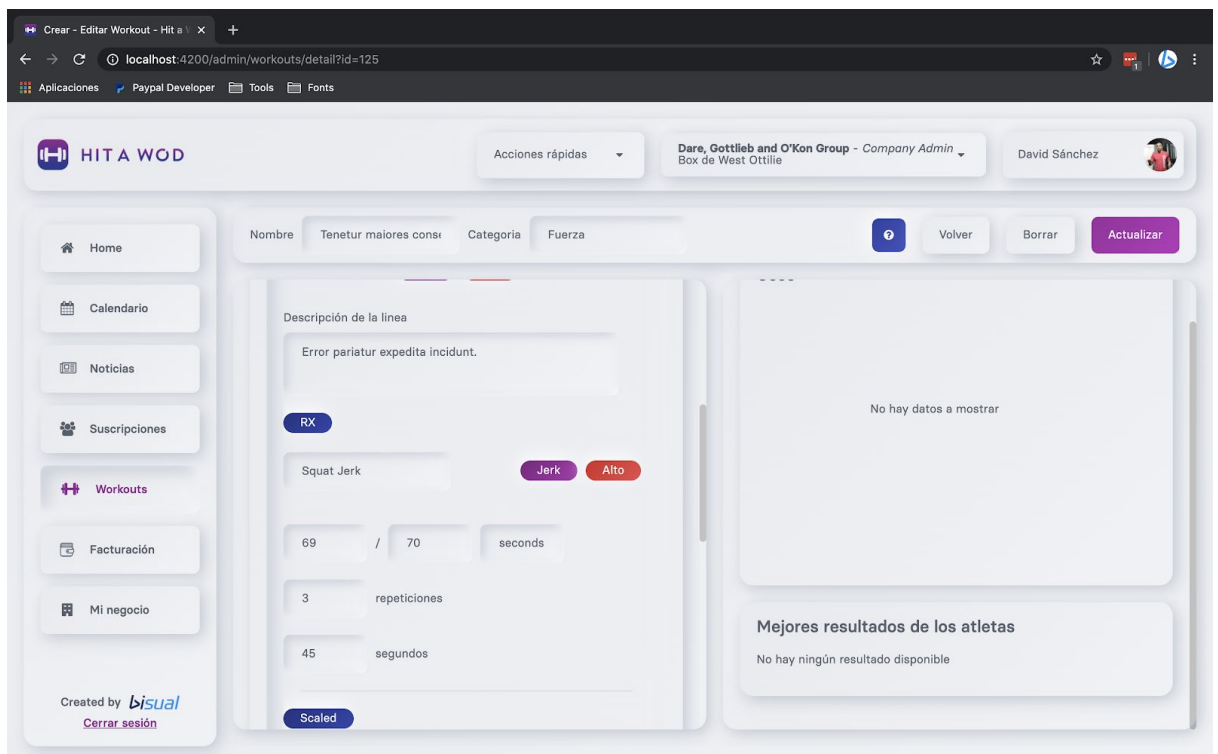 Crear - Editar Workout - Hit a W
localhost:4200/admin/workouts/detail?id=125
1
Aplicaciones
Paypal Developer
Tools
Fonts
HIT A WOD
Acciones rápidas
Dare, Gottlieb and O'Kon Group - Company Admin
Box de West Ottilie
David Sánchez
Home
Calendario
Noticias
Suscripciones
Workouts
Facturación
Mi negocio
Created by bisual
Cerrar sesión
Nombre
Tenetur maiores
Categoria
Fuerza
?
Volver
Borrar
Actualizar
Descripción de la linea
Error pariatur expedita incidunt.
RX
Squat Jerk
Jerk
Alto
69 / 70 seconds
3 repeticiones
45 segundos
Scaled
No hay datos a mostrar
Mejores resultados de los atletas
No hay ningún resultado disponible